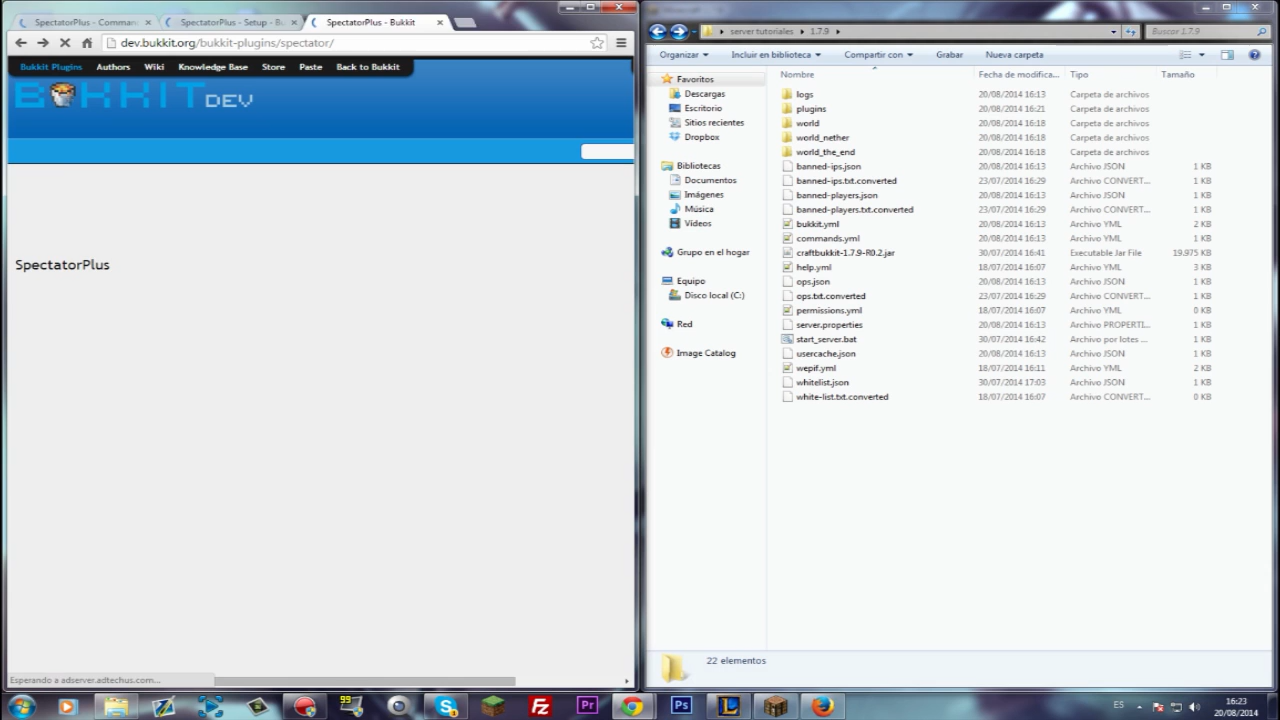 SpectatorPlus - Comman
SpectatorPlus - Setup - Bu
SpectatorPlus - Bukkit
dev.bukkit.org/bukkit-plugins/spectator/
Bukkit Plugins Authors Wiki Knowledge Base Store Paste Back to Bukkit
BUKKIT DEV
SpectatorPlus
Esperando a adserver.adtechus.com...
server tutoriales 1.7.9
Buscar 1.7.9
Organizar Incluir en biblioteca Compartir con Grabar Nueva carpeta
Favoritos
Descargas
Escritorio
Sitios recientes
Dropbox
Bibliotecas
Documentos
Imágenes
Música
Vídeos
Grupo en el hogar
Equipo
Disco local (C:)
Red
Image Catalog
Nombre Fecha de modifica... Tipo Tamaño
logs 20/08/2014 16:13 Carpeta de archivos
plugins 20/08/2014 16:21 Carpeta de archivos
world 20/08/2014 16:18 Carpeta de archivos
world_nether 20/08/2014 16:18 Carpeta de archivos
world_the_end 20/08/2014 16:18 Carpeta de archivos
banned-ips.json 20/08/2014 16:13 Archivo JSON 1 KB
banned-ips.txt.converted 23/07/2014 16:29 Archivo CONVERT... 1 KB
banned-players.json 20/08/2014 16:13 Archivo JSON 1 KB
banned-players.txt.converted 23/07/2014 16:29 Archivo CONVERT... 1 KB
bukkit.yml 20/08/2014 16:13 Archivo YML 2 KB
commands.yml 20/08/2014 16:13 Archivo YML 1 KB
craftbukkit-1.7.9-R0.2.jar 30/07/2014 16:41 Executable Jar File 19.975 KB
help.yml 18/07/2014 16:07 Archivo YML 3 KB
ops.json 20/08/2014 16:13 Archivo JSON 1 KB
ops.txt.converted 23/07/2014 16:29 Archivo CONVERT... 1 KB
permissions.yml 18/07/2014 16:07 Archivo YML 0 KB
server.properties 20/08/2014 16:13 Archivo PROPERTI... 1 KB
start_server.bat 30/07/2014 16:42 Archivo por lotes ... 1 KB
usercache.json 20/08/2014 16:13 Archivo JSON 1 KB
wepif.yml 18/07/2014 16:11 Archivo YML 2 KB
whitelist.json 30/07/2014 17:03 Archivo JSON 1 KB
white-list.txt.converted 18/07/2014 16:07 Archivo CONVERT... 0 KB
22 elementos
99
S
Fz
Pr
Ps
L
ES
16:23
20/08/2014